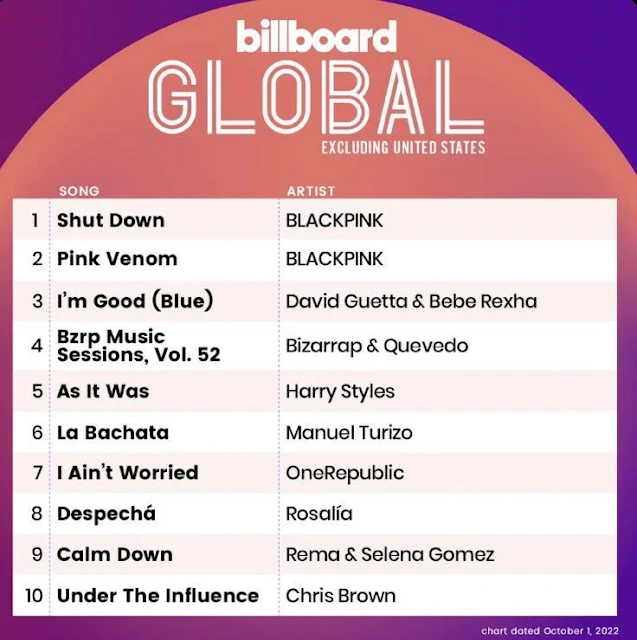 billboard
GLOBAL
EXCLUDING UNITED STATES
SONG ARTIST
1 Shut Down BLACKPINK
2 Pink Venom BLACKPINK
3 I’m Good (Blue) David Guetta & Bebe Rexha
4 Bzrp Music
Sessions, Vol. 52 Bizarrap & Quevedo
5 As It Was Harry Styles
6 La Bachata Manuel Turizo
7 I Ain’t Worried OneRepublic
8 Despechá Rosalía
9 Calm Down Rema & Selena Gomez
10 Under The Influence Chris Brown
chart dated October 1, 2022